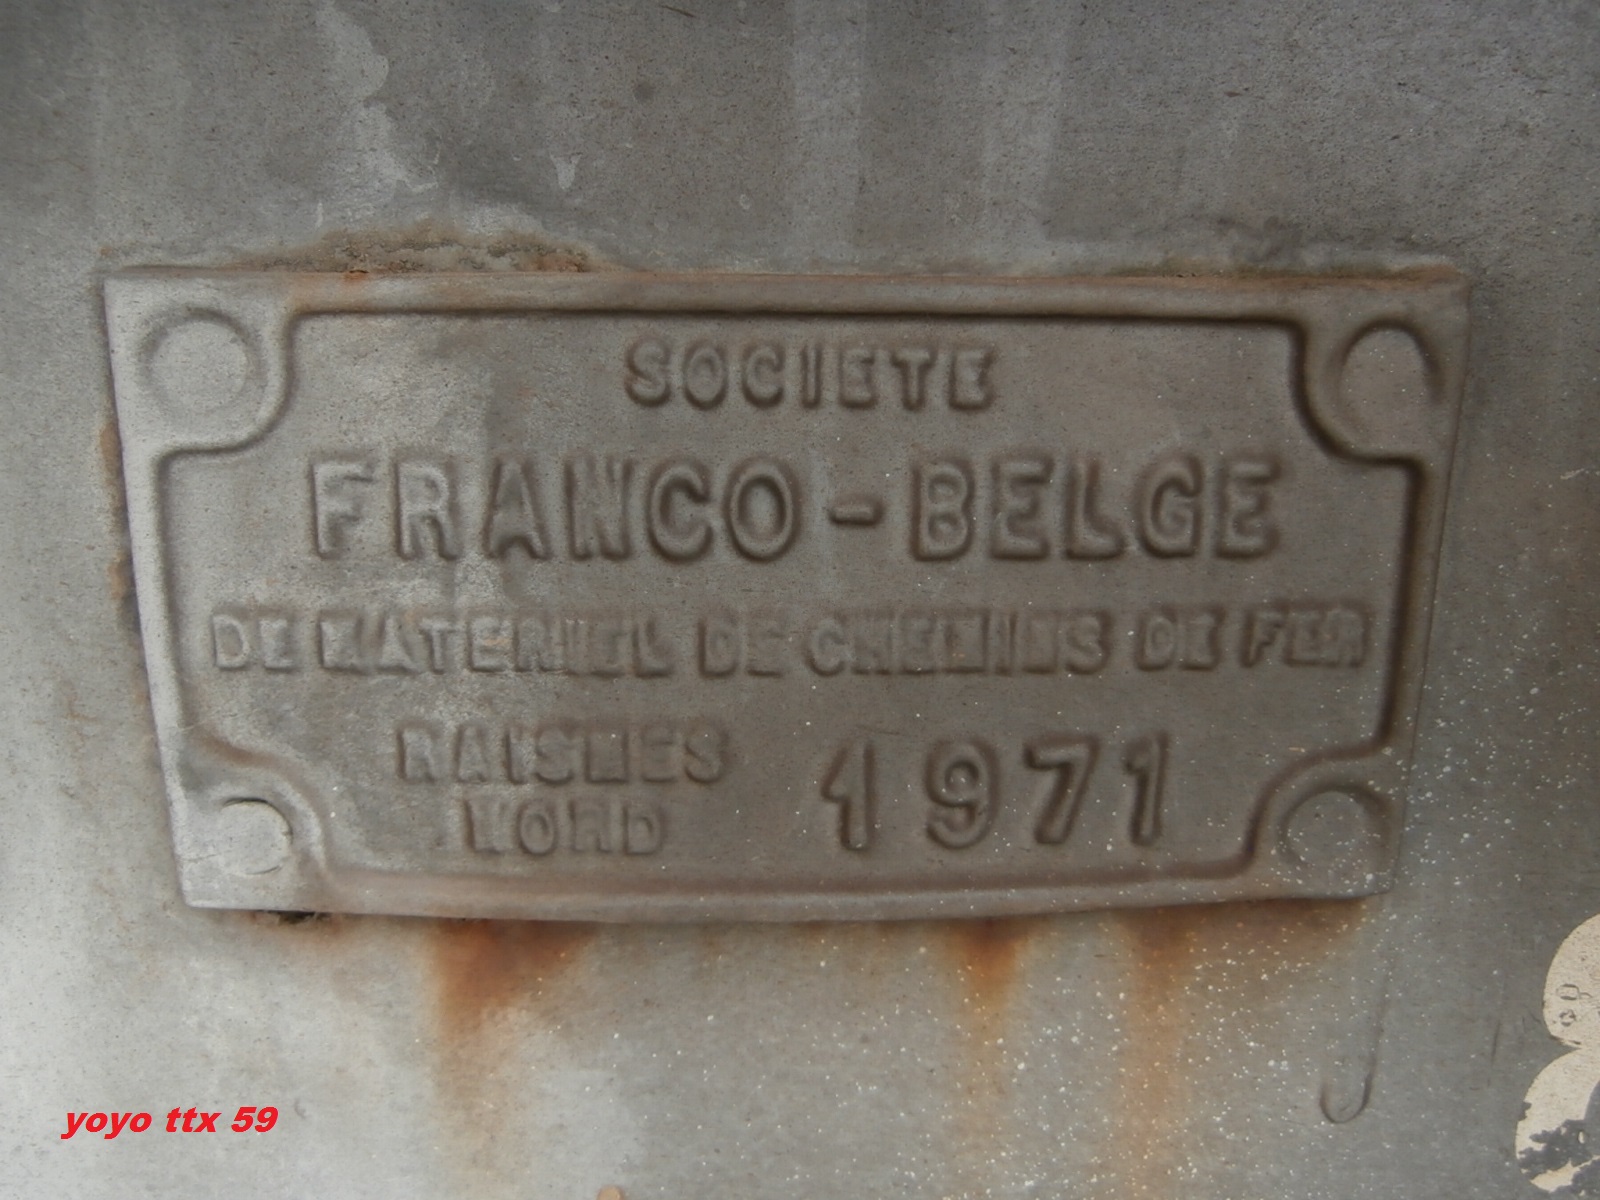 SOCIETE
FRANCO-BELGE
DE MATERIEL DE CHEMINS DE FER
RAISMES
NORD
1971
yoyo ttx 59